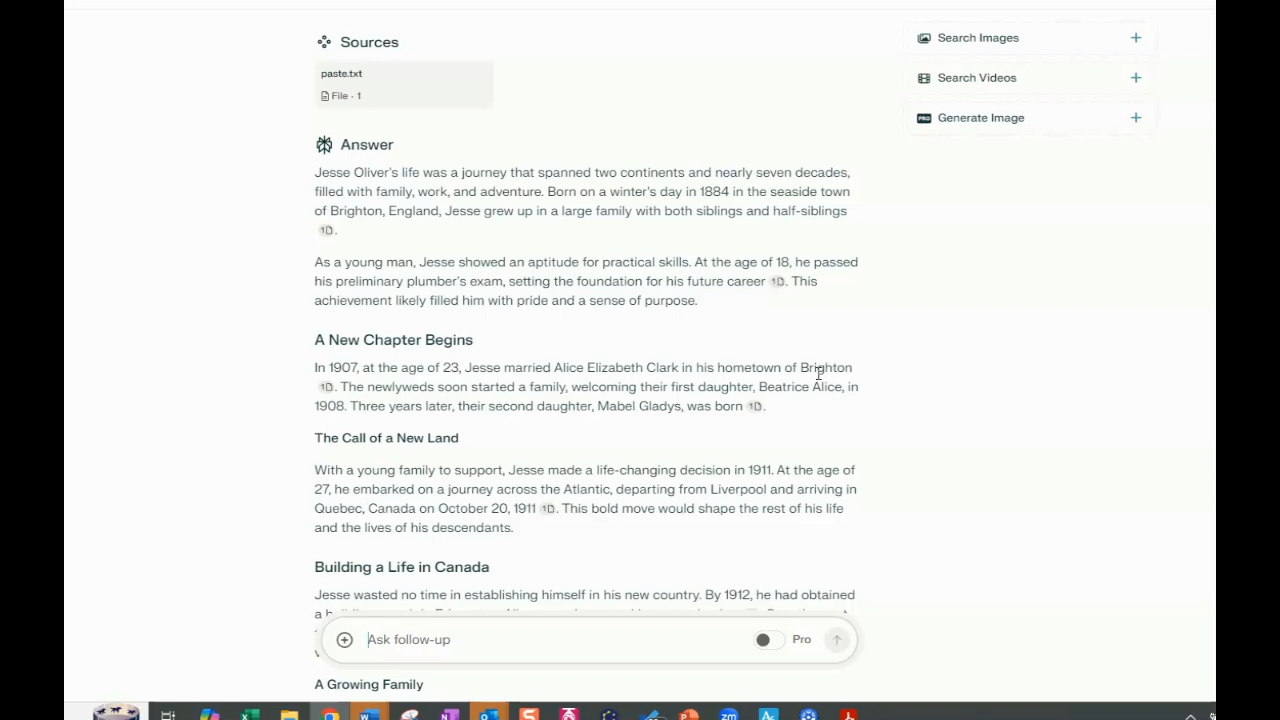 Sources
Search Images
paste.txt
Search Videos
File - 1
Generate Image
PRO
Answer
Jesse Oliver's life was a journey that spanned two continents and nearly seven decades,
filled with family, work, and adventure. Born on a winter's day in 1884 in the seaside town
of Brighton, England, Jesse grew up in a large family with both siblings and half-siblings
1.
As a young man, Jesse showed an aptitude for practical skills. At the age of 18, he passed
his preliminary plumber's exam, setting the foundation for his future career 1. This
achievement likely filled him with pride and a sense of purpose.
A New Chapter Begins
In 1907, at the age of 23, Jesse married Alice Elizabeth Clark in his hometown of Brighton
1. The newlyweds soon started a family, welcoming their first daughter, Beatrice Alice, in
1908. Three years later, their second daughter, Mabel Gladys, was born 1.
The Call of a New Land
With a young family to support, Jesse made a life-changing decision in 1911. At the age of
27, he embarked on a journey across the Atlantic, departing from Liverpool and arriving in
Quebec, Canada on October 20, 1911 1. This bold move would shape the rest of his life
and the lives of his descendants.
Building a Life in Canada
Jesse wasted no time in establishing himself in his new country. By 1912, he had obtained
Ask follow-up
Pro
A Growing Family